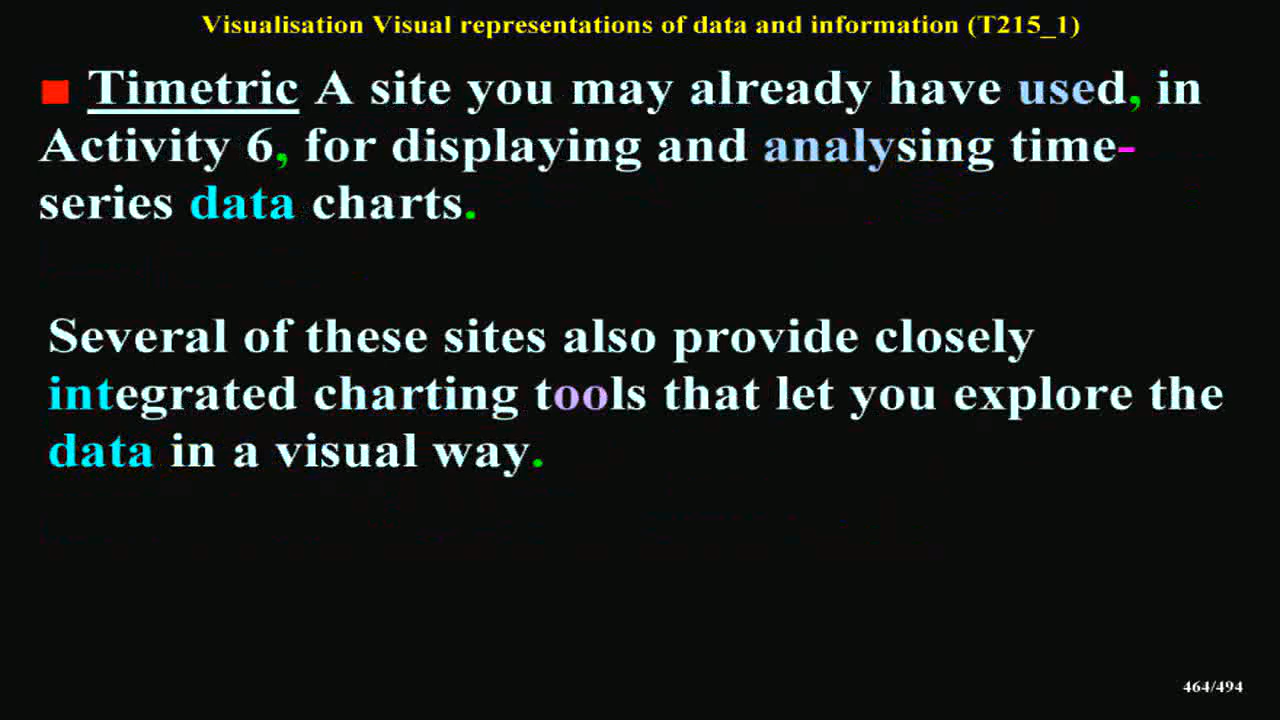 Visualisation Visual representations of data and information (T215_1)
■ Timetric A site you may already have used, in
Activity 6, for displaying and analysing time-
series data charts.
Several of these sites also provide closely
integrated charting tools that let you explore the
data in a visual way.
464/494